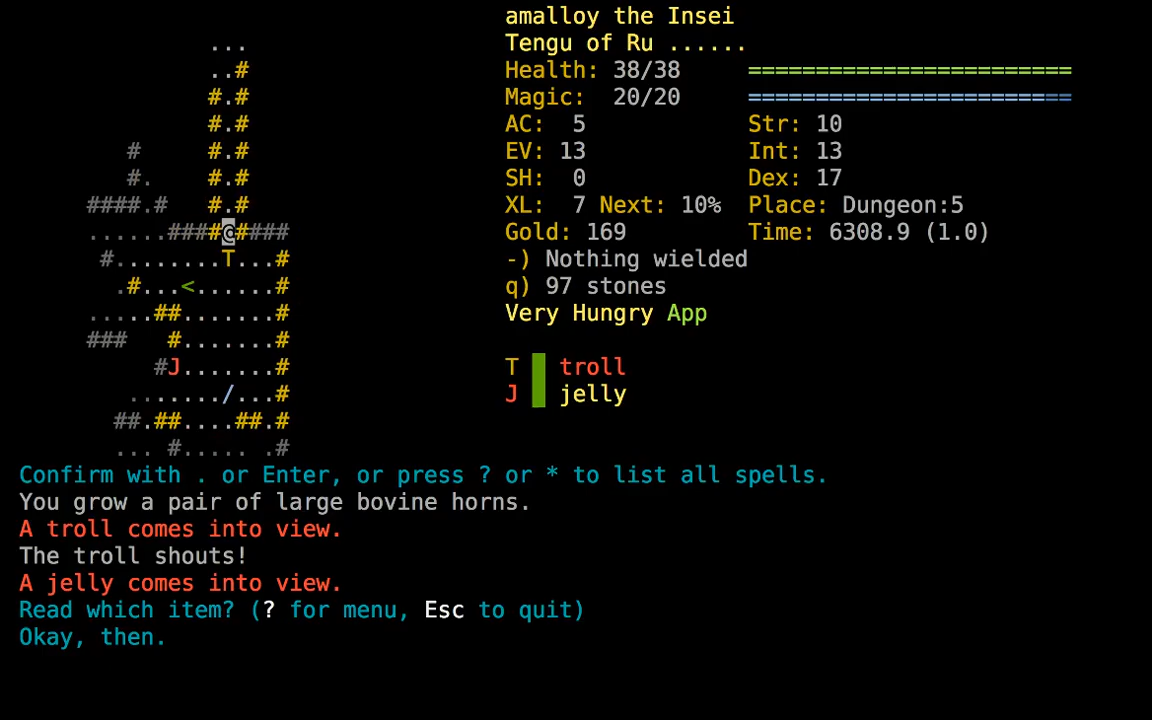 amalloy the Insei
Tengu of Ru ......
Health: 38/38 ========================
Magic: 20/20 ========================
AC: 5 Str: 10
EV: 13 Int: 13
SH: 0 Dex: 17
XL: 7 Next: 10% Place: Dungeon:5
Gold: 169 Time: 6308.9 (1.0)
-) Nothing wielded
q) 97 stones
Very Hungry App
T troll
J jelly
...
..#
#.#
#.#
# #.#
#. #.#
####.# #.#
......####@####
#........T...#
.#...<......#
.....##.......#
### #.......#
#J.......#
......./...#
##.##....##.#
... #..... .#
Confirm with . or Enter, or press ? or * to list all spells.
You grow a pair of large bovine horns.
A troll comes into view.
The troll shouts!
A jelly comes into view.
Read which item? (? for menu, Esc to quit)
Okay, then.